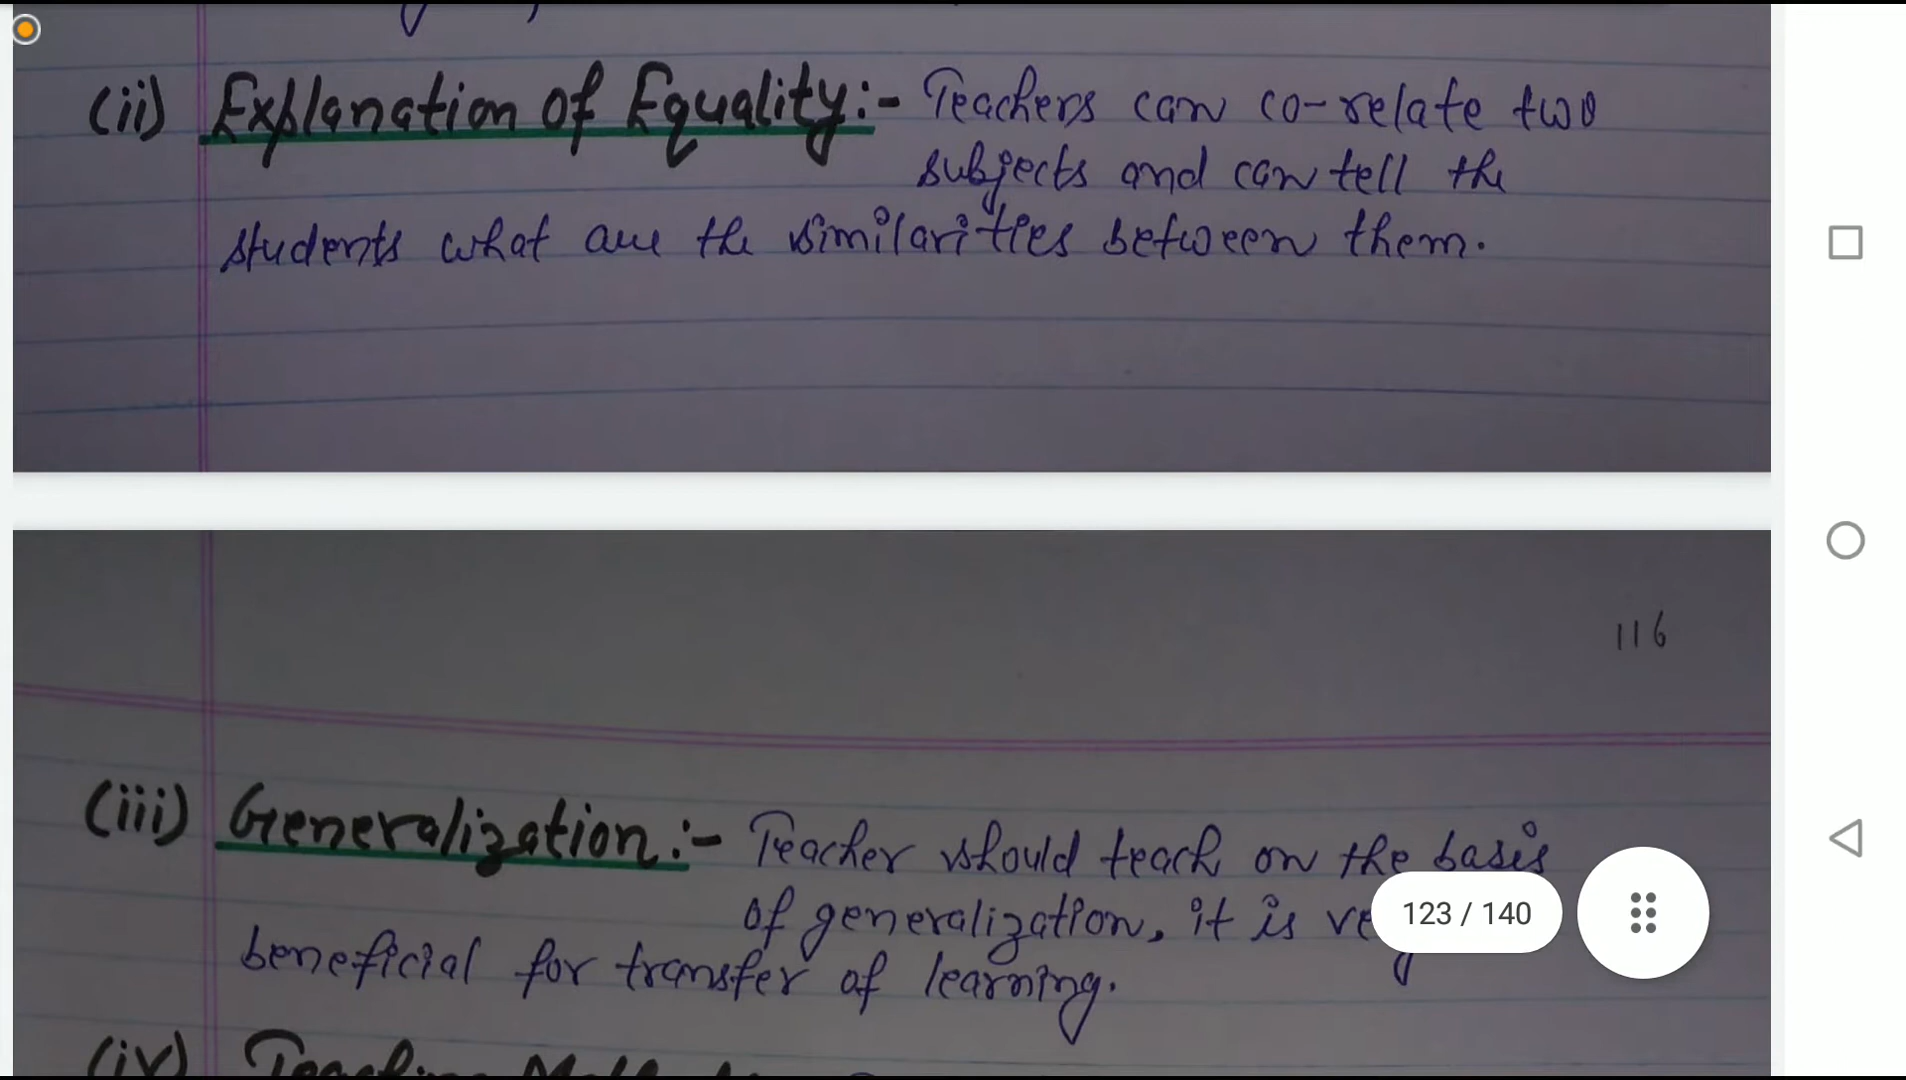 (ii) Explanation of Equality:- Teachers can co-relate two
subjects and can tell the
students what are the similarities between them.
116
(iii) Generalization:- Teacher should teach on the basis
of generalization, it is
beneficial for transfer of learning.
123 / 140
(iv)